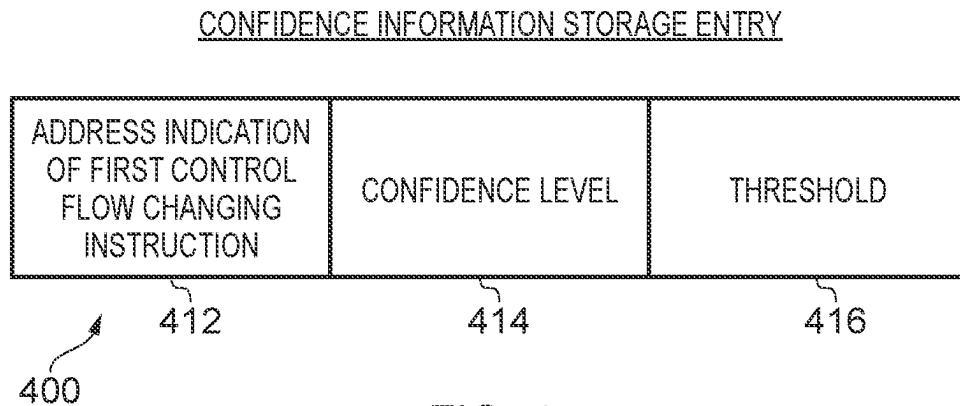 CONFIDENCE INFORMATION STORAGE ENTRY
ADDRESS INDICATION
OF FIRST CONTROL
FLOW CHANGING
INSTRUCTION
CONFIDENCE LEVEL
THRESHOLD
412
414
416
400